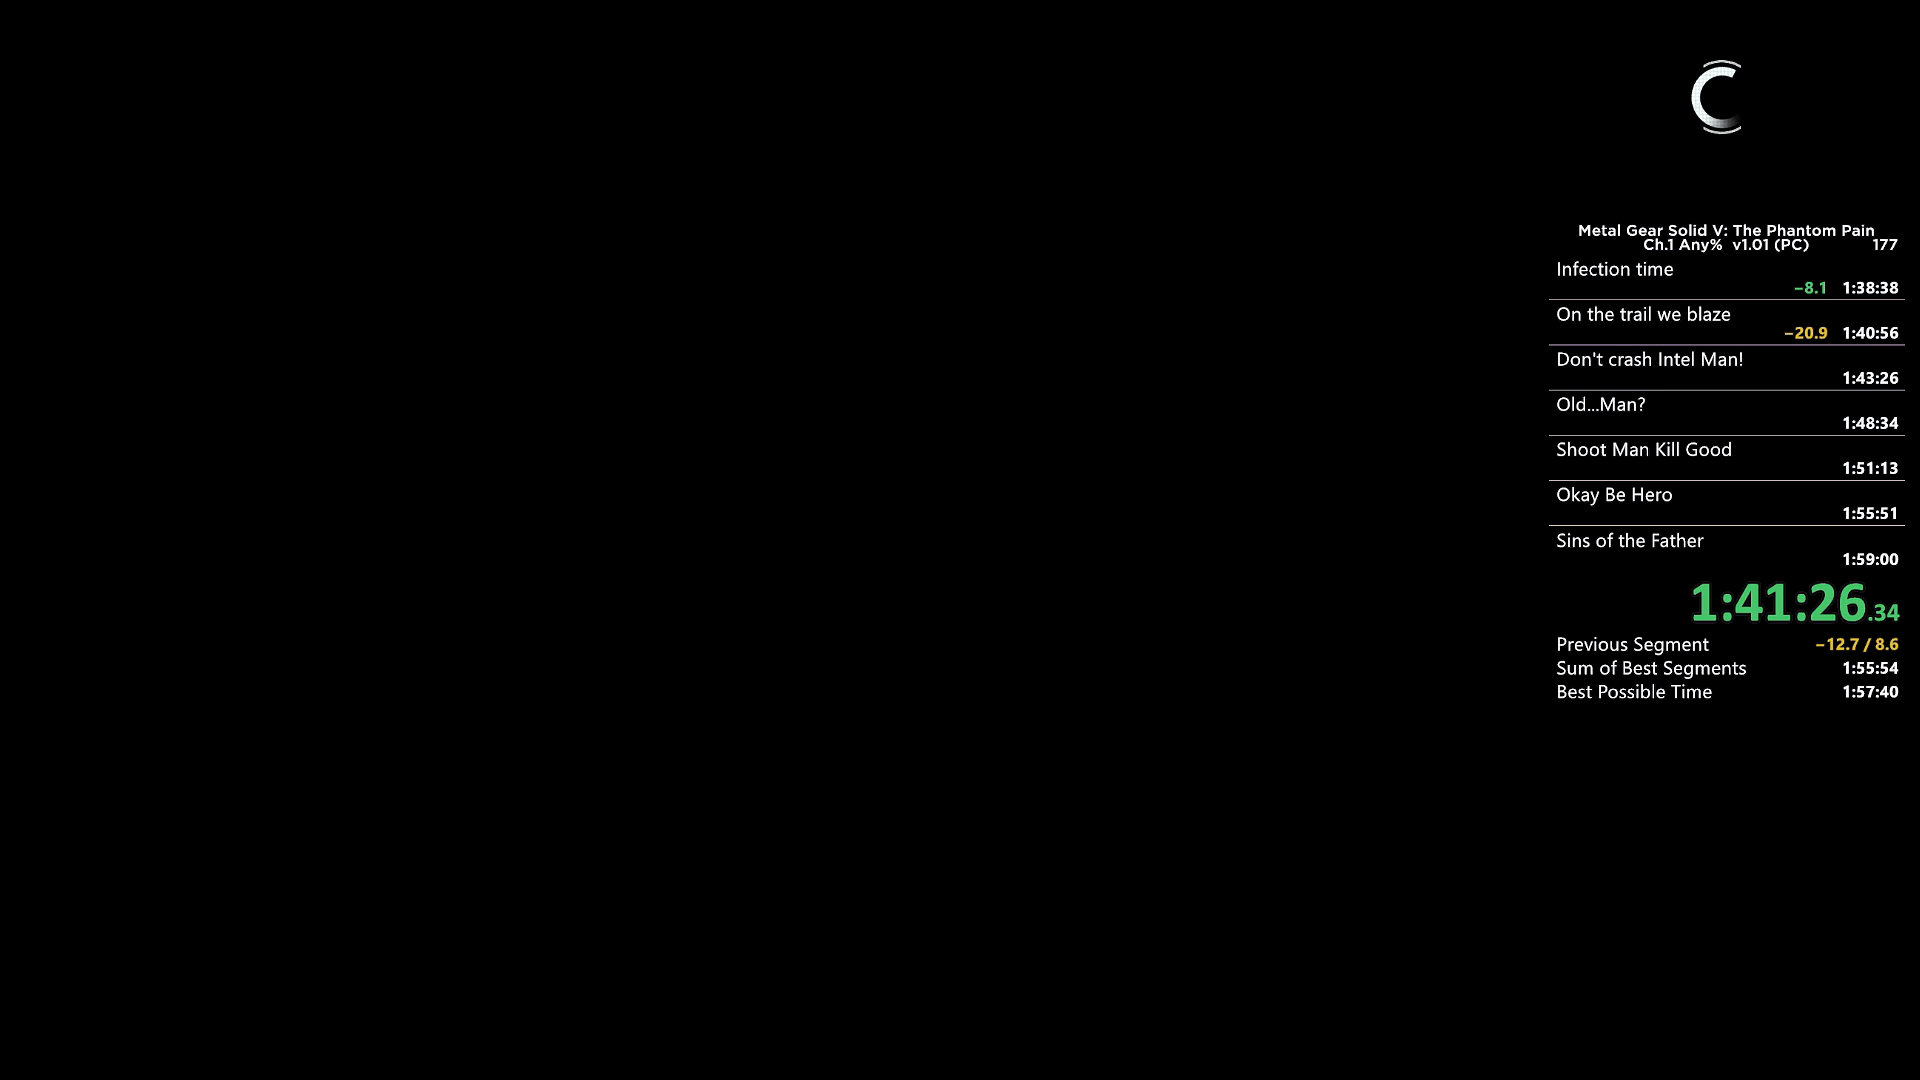 Metal Gear Solid V: The Phantom Pain
Ch.1 Any% v1.01 (PC) 177
Infection time
−8.1 1:38:38
On the trail we blaze
−20.9 1:40:56
Don't crash Intel Man!
1:43:26
Old...Man?
1:48:34
Shoot Man Kill Good
1:51:13
Okay Be Hero
1:55:51
Sins of the Father
1:59:00
1:41:26.34
Previous Segment −12.7 / 8.6
Sum of Best Segments 1:55:54
Best Possible Time 1:57:40